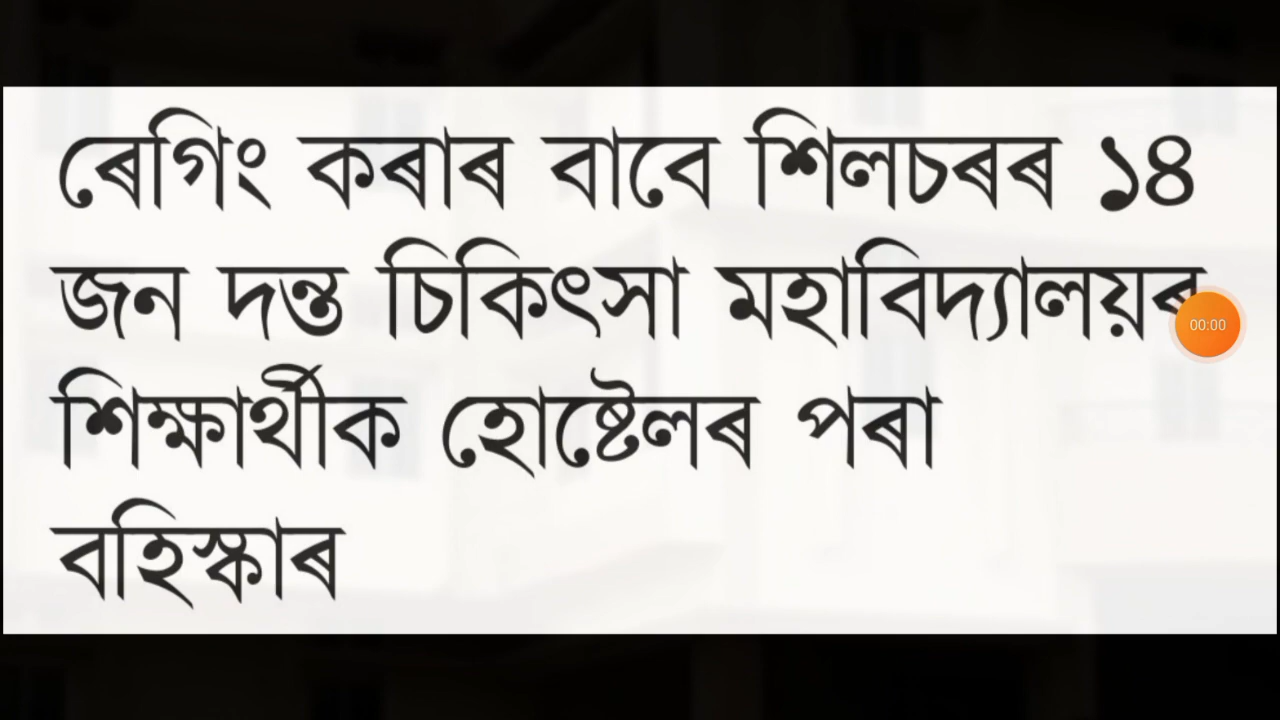 ৰেগিং কৰাৰ বাবে শিলচৰৰ ১৪
জন দন্ত চিকিৎসা মহাবিদ্যালয়ৰ
শিক্ষাৰ্থীক হোষ্টেলৰ পৰা
বহিস্কাৰ
00:00